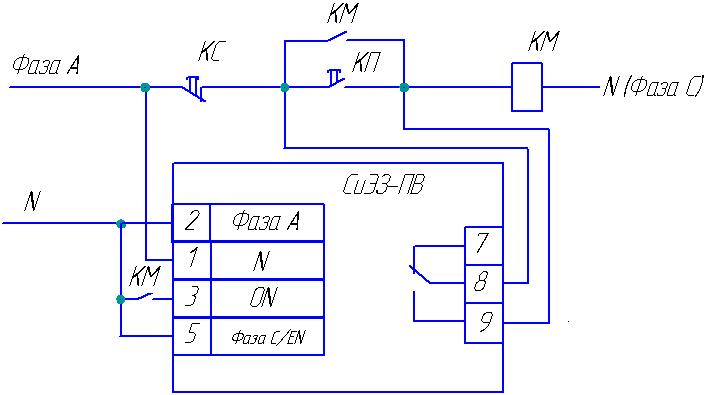 КМ
КС
КП
КМ
Фаза А
N (Фаза С)
СиЭЗ-ПВ
N
2 Фаза А
7
1 N
КМ
8
3 ON
9
5 Фаза С/EN